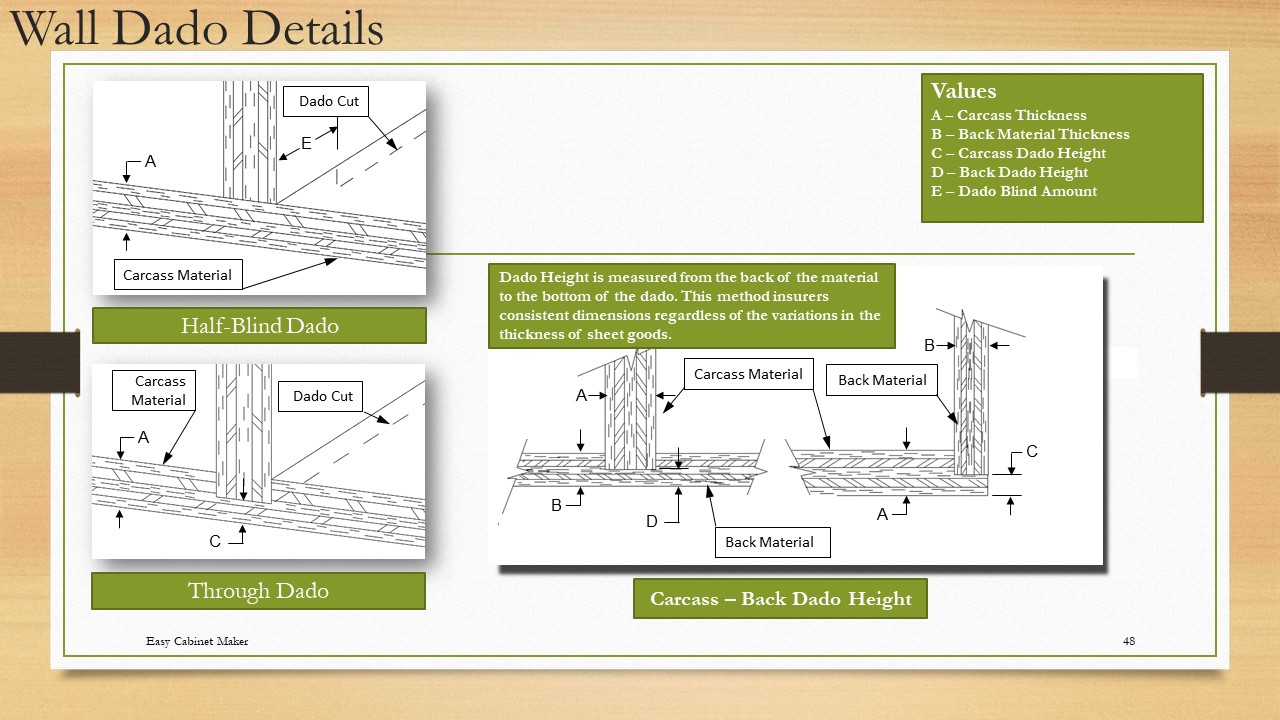 Wall Dado Details
Dado Cut
E
A
Carcass Material
Half-Blind Dado
Carcass
Material
Dado Cut
A
C
Through Dado
Values
A – Carcass Thickness
B – Back Material Thickness
C – Carcass Dado Height
D – Back Dado Height
E – Dado Blind Amount
Dado Height is measured from the back of the material
to the bottom of the dado. This method insurers
consistent dimensions regardless of the variations in the
thickness of sheet goods.
B
Carcass Material
Back Material
A
C
B
D
A
Back Material
Carcass – Back Dado Height
Easy Cabinet Maker
48